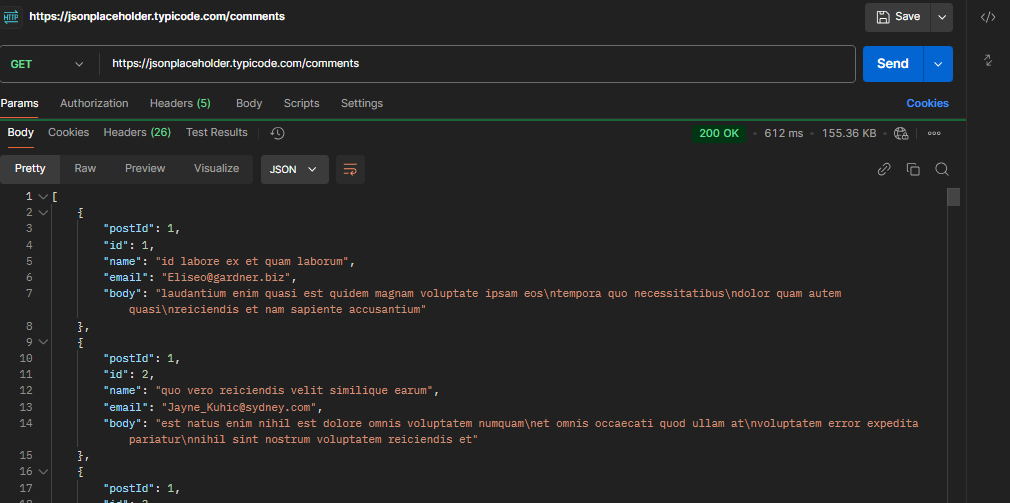 HTTP https://jsonplaceholder.typicode.com/comments Save
GET https://jsonplaceholder.typicode.com/comments Send
Params Authorization Headers (5) Body Scripts Settings Cookies
Body Cookies Headers (26) Test Results 200 OK 612 ms 155.36 KB
Pretty Raw Preview Visualize JSON
1 [
2 {
3 "postId": 1,
4 "id": 1,
5 "name": "id labore ex et quam laborum",
6 "email": "Eliseo@gardner.biz",
7 "body": "laudantium enim quasi est quidem magnam voluptate ipsam eos\ntempora quo necessitatibus\ndolor quam autem
quasi\nreiciendis et nam sapiente accusantium"
8 },
9 {
10 "postId": 1,
11 "id": 2,
12 "name": "quo vero reiciendis velit similique earum",
13 "email": "Jayne_Kuhic@sydney.com",
14 "body": "est natus enim nihil est dolore omnis voluptatem numquam\net omnis occaecati quod ullam at\nvoluptatem error expedita
pariatur\nnihil sint nostrum voluptatem reiciendis et"
15 },
16 {
17 "postId": 1,
18 "id": 3,